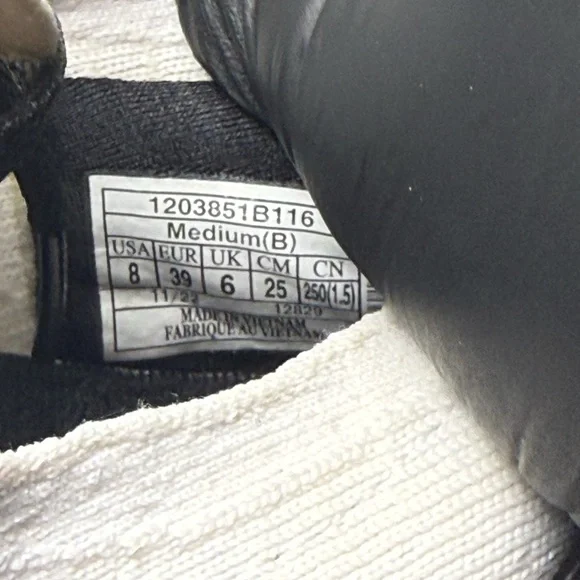 1203851B116
Medium(B)
USA EUR UK CM CN
8 39 6 25 250(1.5)
11/22 12829
MADE IN VIETNAM
FABRIQUE AU VIETNAM